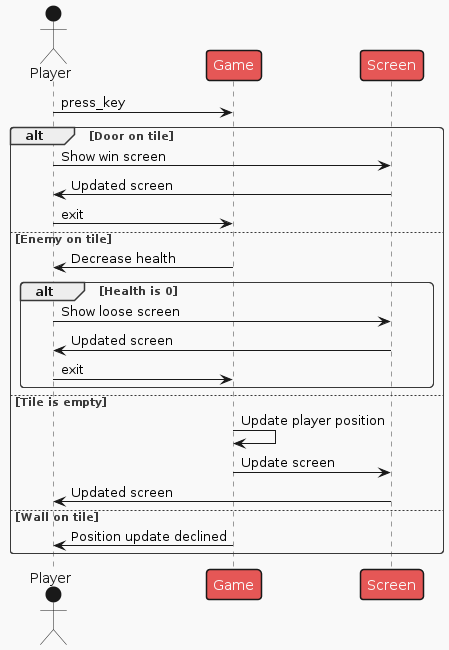 Player
Game
Screen
press_key
alt [Door on tile]
Show win screen
Updated screen
exit
[Enemy on tile]
Decrease health
alt [Health is 0]
Show loose screen
Updated screen
exit
[Tile is empty]
Update player position
Update screen
Updated screen
[Wall on tile]
Position update declined
Player
Game
Screen